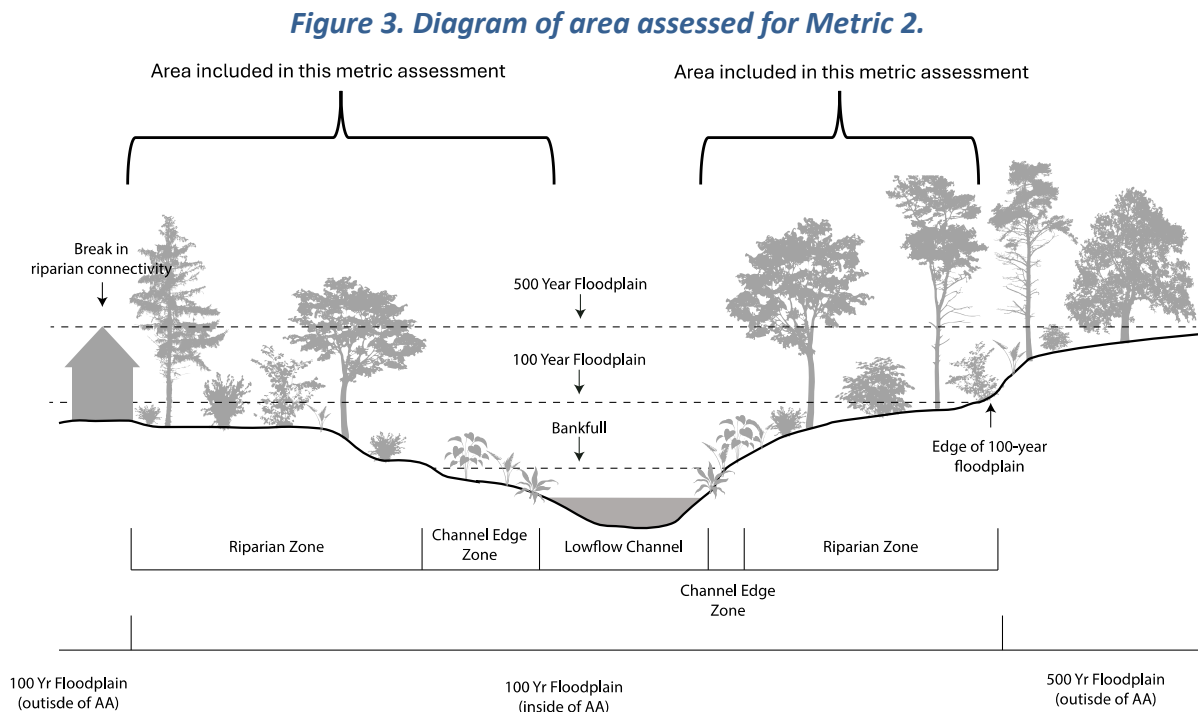 Figure 3. Diagram of area assessed for Metric 2.
Area included in this metric assessment
Area included in this metric assessment
Break in
riparian connectivity
500 Year Floodplain
100 Year Floodplain
Bankfull
Edge of 100-year
floodplain
Riparian Zone
Channel Edge
Zone
Lowflow Channel
Riparian Zone
Channel Edge
Zone
100 Yr Floodplain
(outisde of AA)
100 Yr Floodplain
(inside of AA)
500 Yr Floodplain
(outisde of AA)